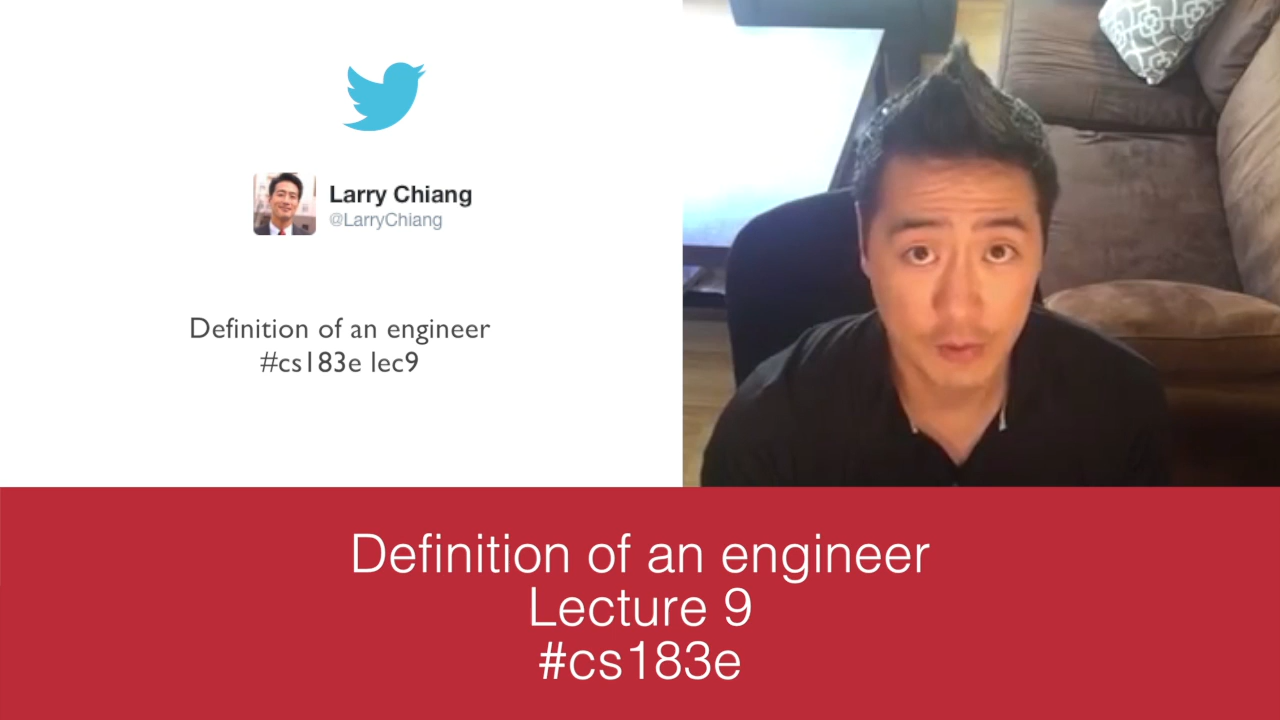 Larry Chiang
@LarryChiang
Definition of an engineer
#cs183e lec9
Definition of an engineer
Lecture 9
#cs183e